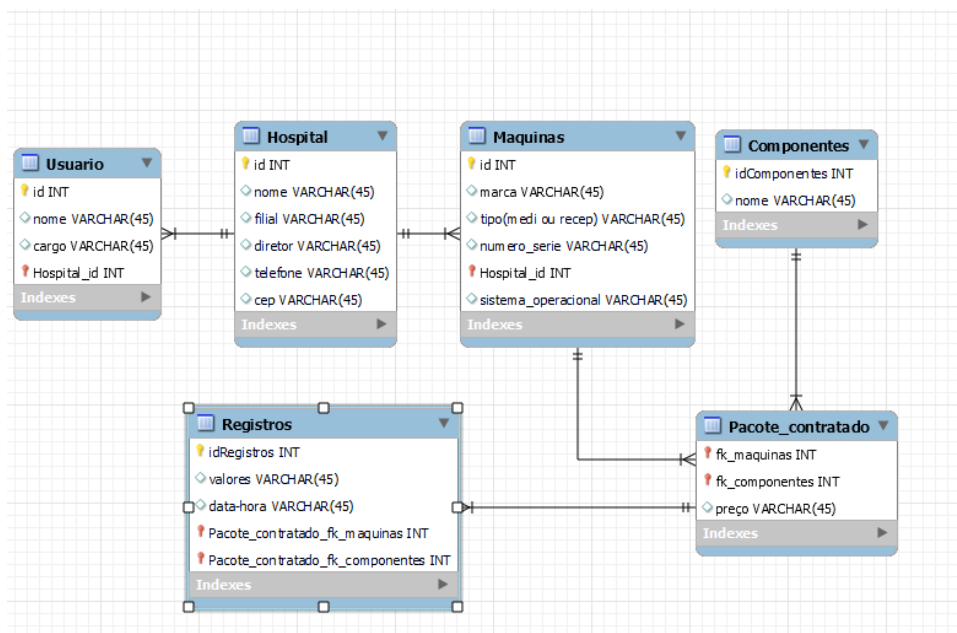 Usuario
id INT
nome VARCHAR(45)
cargo VARCHAR(45)
Hospital_id INT
Indexes
Hospital
id INT
nome VARCHAR(45)
filial VARCHAR(45)
diretor VARCHAR(45)
telefone VARCHAR(45)
cep VARCHAR(45)
Indexes
Maquinas
id INT
marca VARCHAR(45)
tipo(medi ou recep) VARCHAR(45)
numero_serie VARCHAR(45)
Hospital_id INT
sistema_operacional VARCHAR(45)
Indexes
Componentes
idComponentes INT
nome VARCHAR(45)
Indexes
Registros
idRegistros INT
valores VARCHAR(45)
data-hora VARCHAR(45)
Pacote_contratado_fk_maquinas INT
Pacote_contratado_fk_componentes INT
Indexes
Pacote_contratado
fk_maquinas INT
fk_componentes INT
preço VARCHAR(45)
Indexes